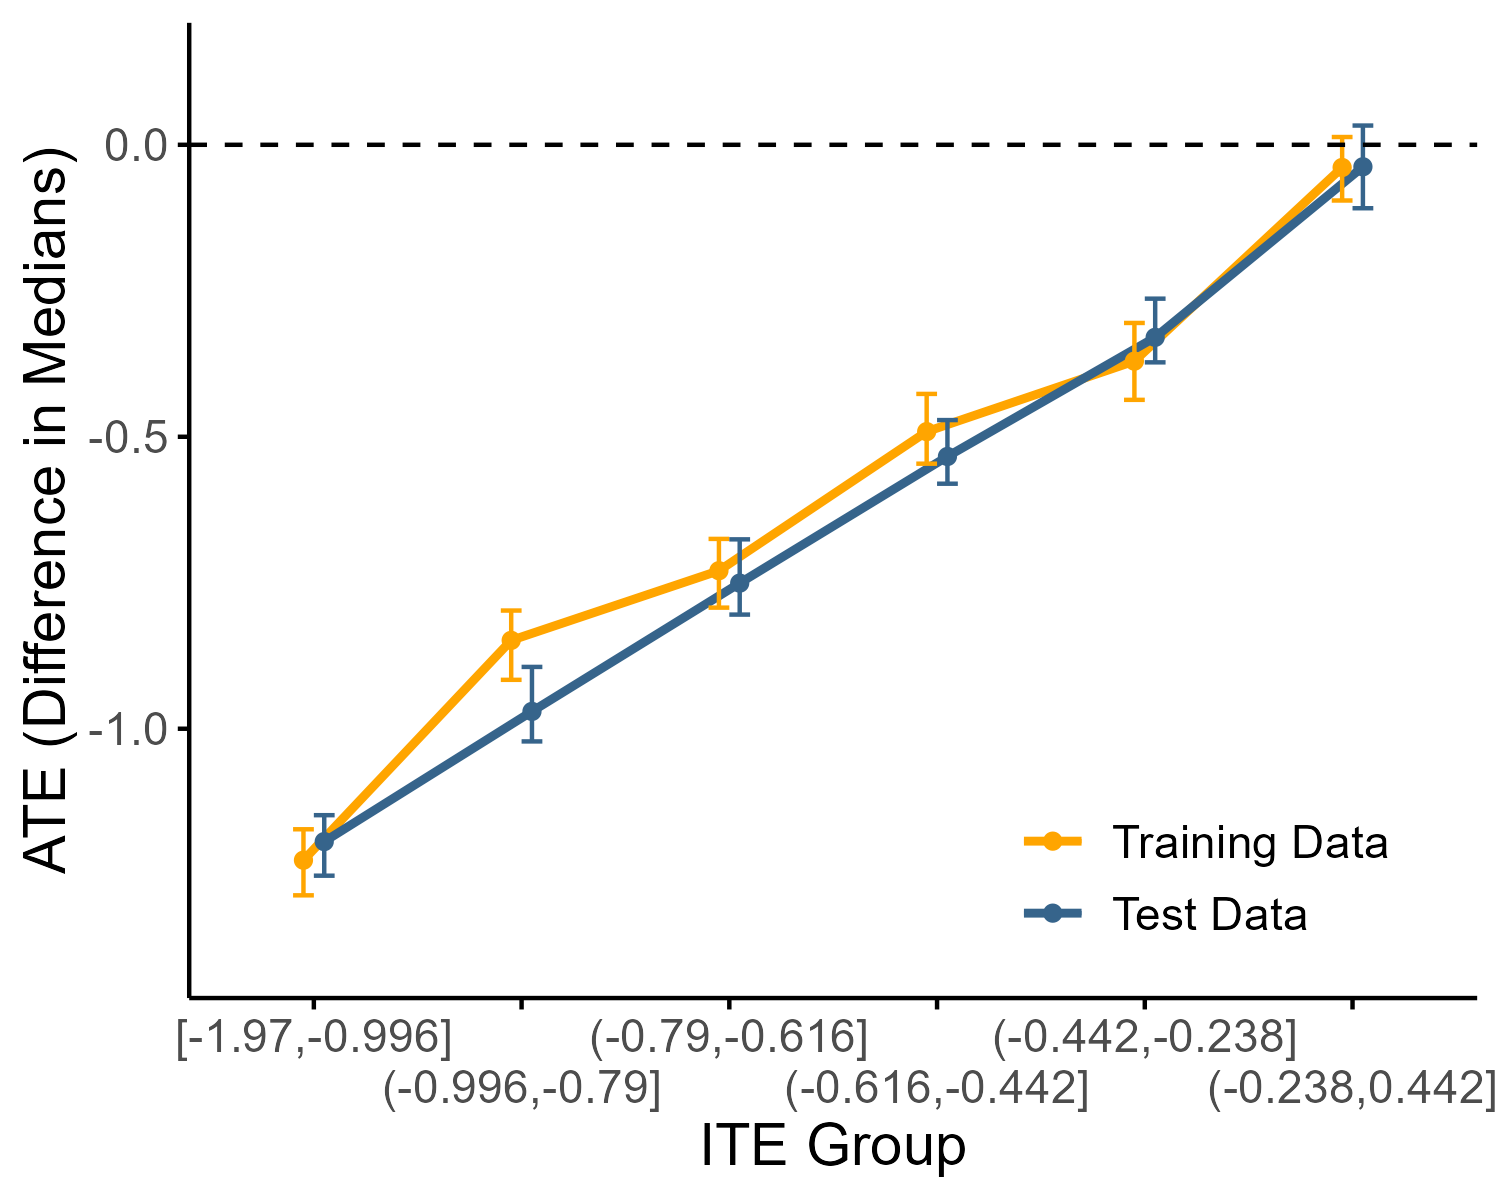 ATE (Difference in Medians)
0.0
-0.5
-1.0
Training Data
Test Data
[-1.97,-0.996]
(-0.996,-0.79]
(-0.79,-0.616]
(-0.616,-0.442]
(-0.442,-0.238]
(-0.238,0.442]
ITE Group